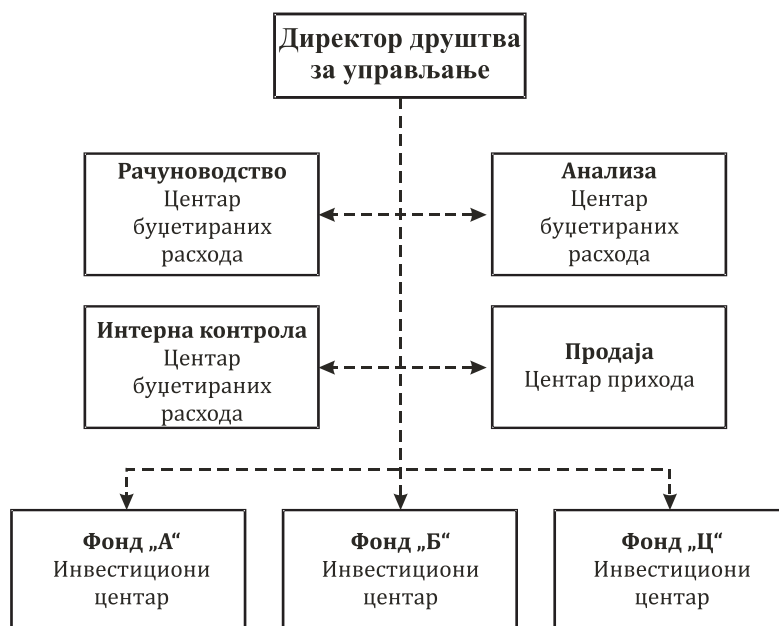 Директор друштва
за управљање
Рачуноводство
Центар
буџетираних
расхода
Анализа
Центар
буџетираних
расхода
Интерна контрола
Центар
буџетираних
расхода
Продаја
Центар прихода
Фонд „А“
Инвестициони
центар
Фонд „Б“
Инвестициони
центар
Фонд „Ц“
Инвестициони
центар